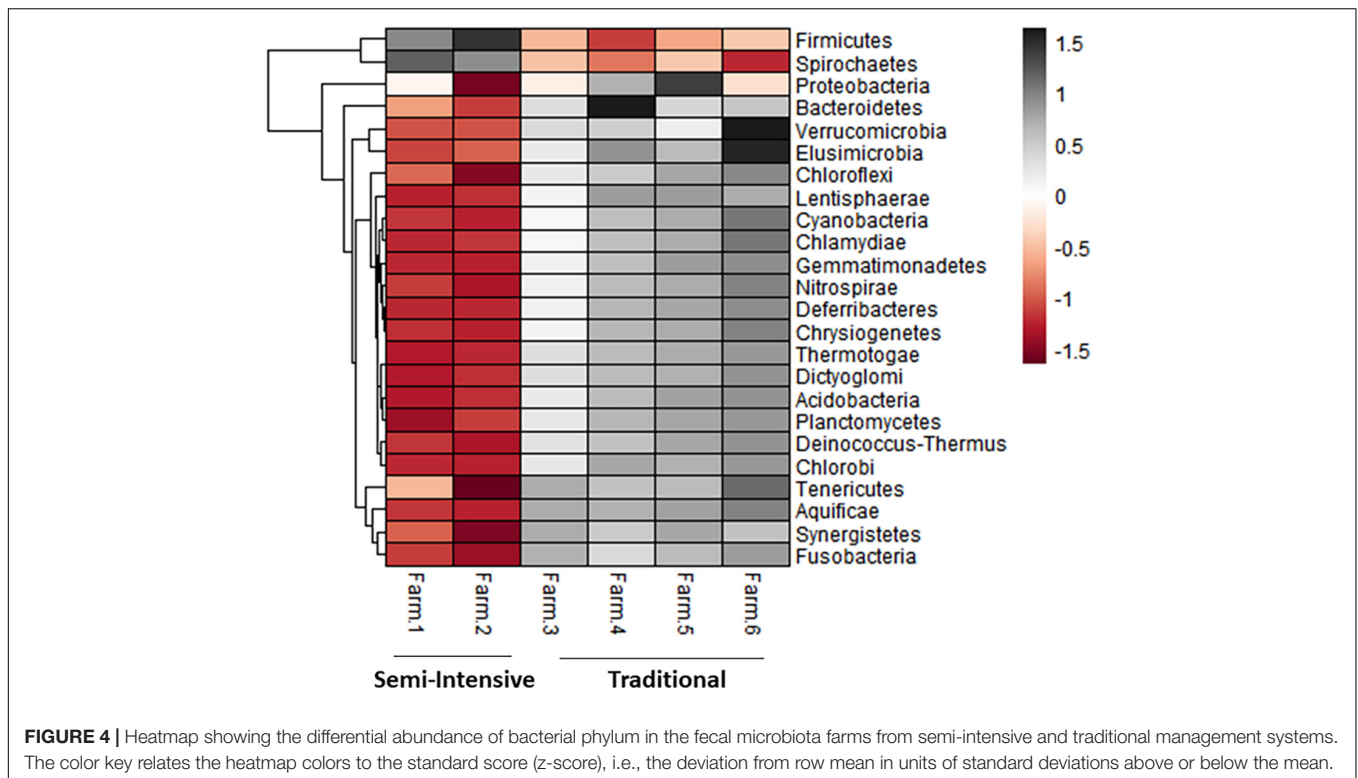 Firmicutes
Spirochaetes
Proteobacteria
Bacteroidetes
Verrucomicrobia
Elusimicrobia
Chloroflexi
Lentisphaerae
Cyanobacteria
Chlamydiae
Gemmatimonadetes
Nitrospirae
Deferribacteres
Chrysiogenetes
Thermotogae
Dictyoglomi
Acidobacteria
Planctomycetes
Deinococcus-Thermus
Chlorobi
Tenericutes
Aquificae
Synergistetes
Fusobacteria
1.5
1
0.5
0
-0.5
-1
-1.5
Farm.1
Farm.2
Farm.3
Farm.4
Farm.5
Farm.6
Semi-Intensive
Traditional
FIGURE 4 | Heatmap showing the differential abundance of bacterial phylum in the fecal microbiota farms from semi-intensive and traditional management systems.
The color key relates the heatmap colors to the standard score (z-score), i.e., the deviation from row mean in units of standard deviations above or below the mean.